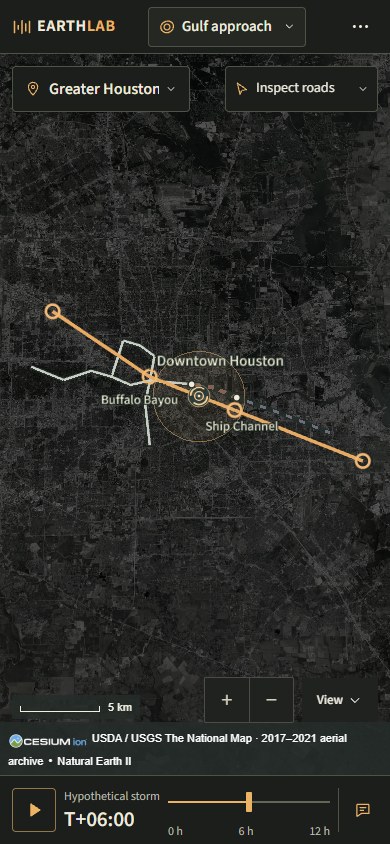 EARTHLAB
Gulf approach
Greater Houston
Inspect roads
Downtown Houston
Buffalo Bayou
Ship Channel
5 km
+
−
View
CESIUM ion USDA / USGS The National Map · 2017–2021 aerial
archive • Natural Earth II
Hypothetical storm
T+06:00
0 h
6 h
12 h